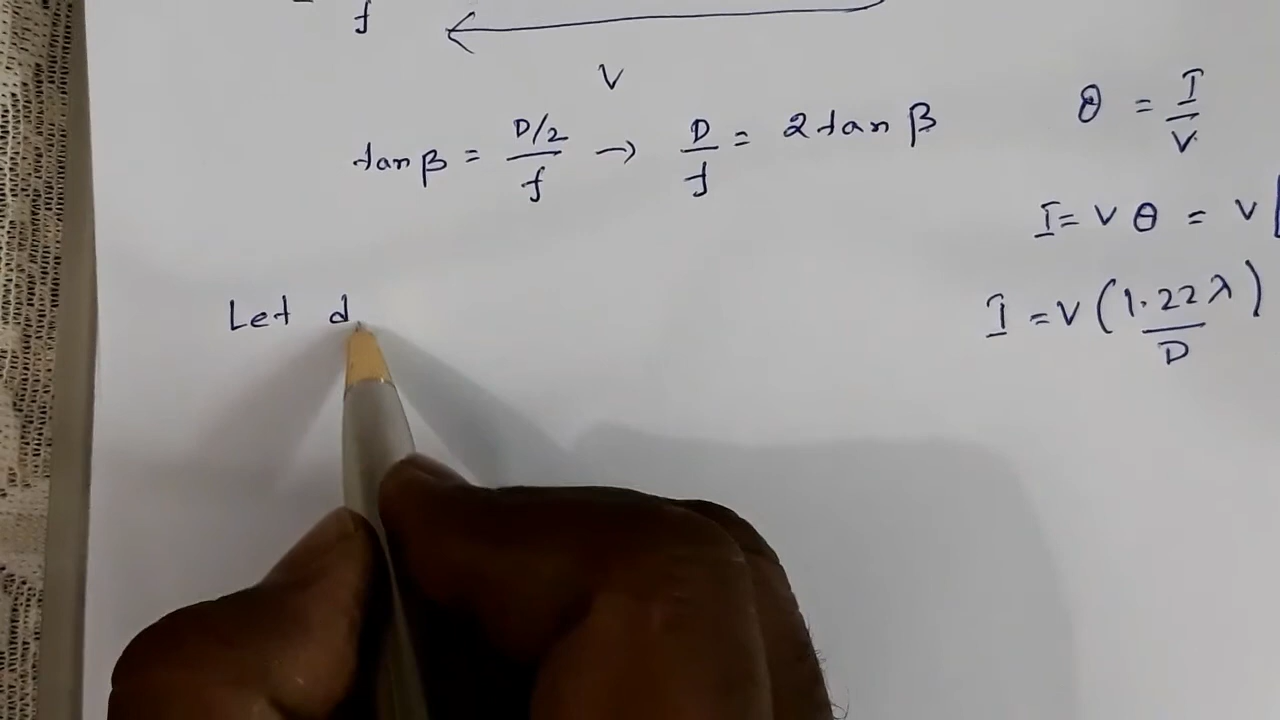 f
V
tan β = D/2 / f → D / f = 2 tan β
θ = I / V
I = V θ = V
I = V ( 1.22 λ / D )
Let d